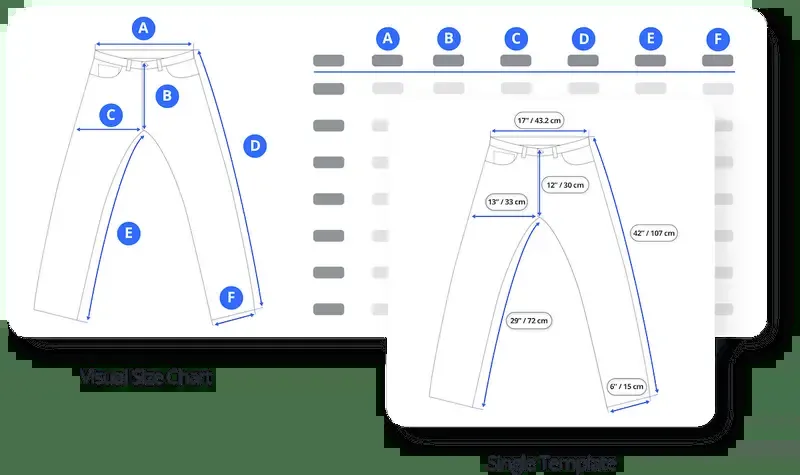 A
B
C
D
E
F
A B C D E F
17" / 43.2 cm
12" / 30 cm
13" / 33 cm
42" / 107 cm
29" / 72 cm
6" / 15 cm
Visual Size Chart
Single Template